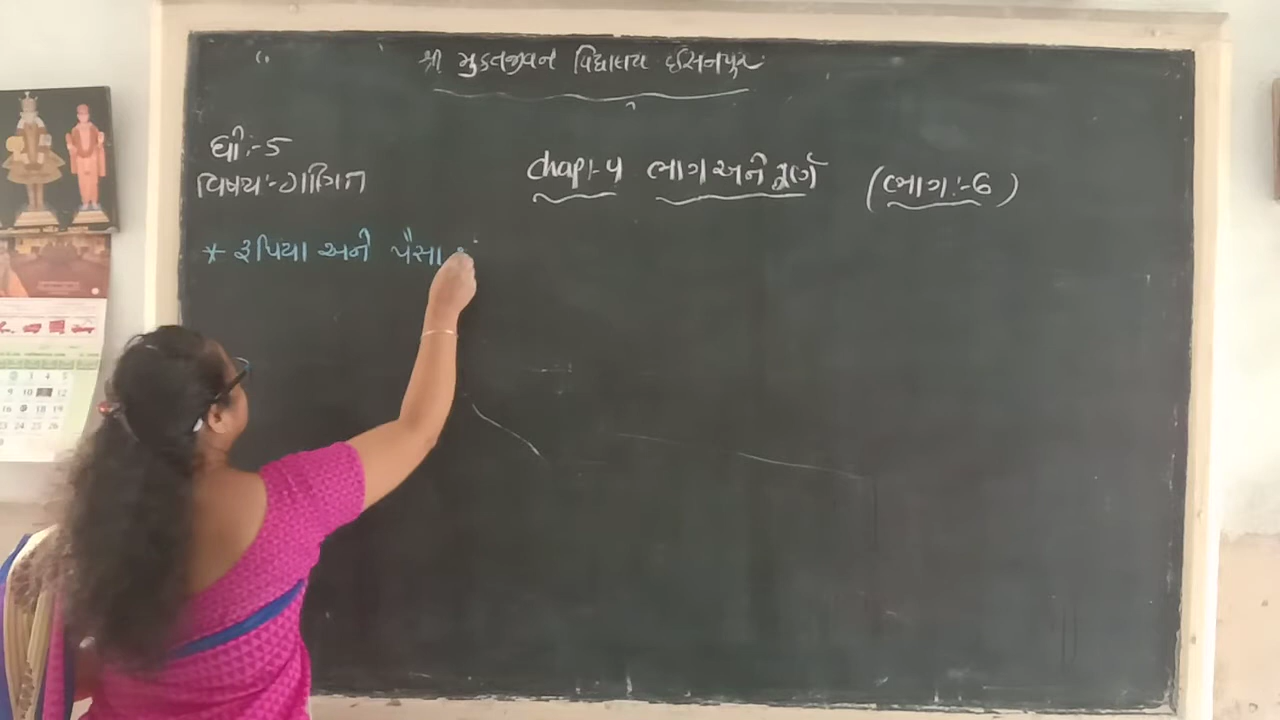 શ્રી મુક્તજીવન વિદ્યાલય ઇસનપુર
ધો:-5
વિષય:-ગણિત
chap-4 ભાગ અને પૂર્ણ (ભાગ:-6)
* રૂપિયા અને પૈસા